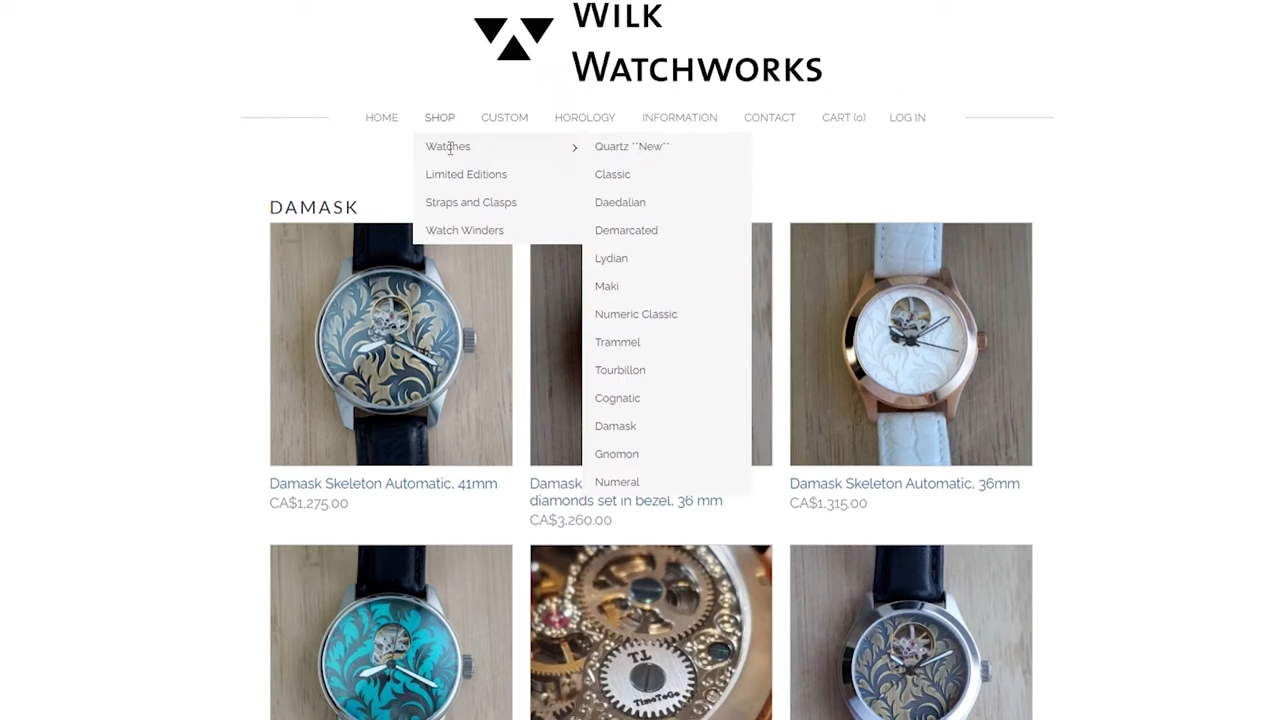 WILK
WATCHWORKS
HOME SHOP CUSTOM HOROLOGY INFORMATION CONTACT CART (0) LOG IN
Watches
Limited Editions
Straps and Clasps
Watch Winders
Quartz **New**
Classic
Daedalian
Demarcated
Lydian
Maki
Numeric Classic
Trammel
Tourbillon
Cognatic
Damask
Gnomon
Numeral
DAMASK
Damask Skeleton Automatic, 41mm
CA$1,275.00
Damask
diamonds set in bezel, 36 mm
CA$3,260.00
Damask Skeleton Automatic, 36mm
CA$1,315.00
TimeToGo